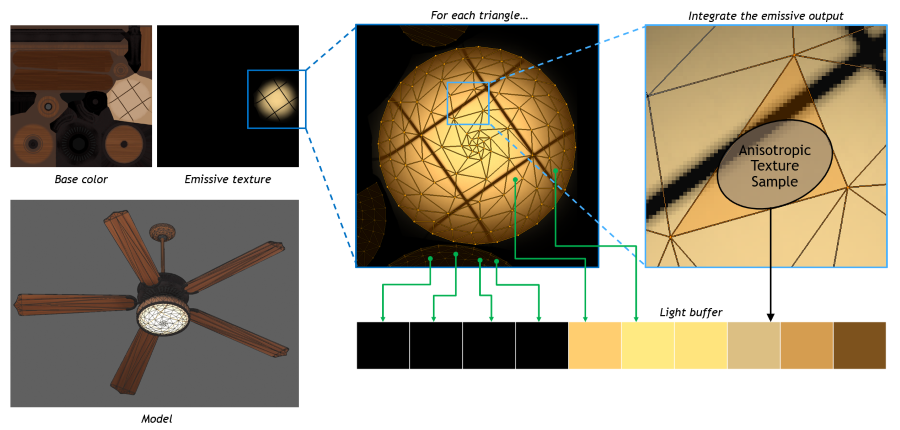 For each triangle...
Integrate the emissive output
Base color
Emissive texture
Anisotropic
Texture
Sample
Light buffer
Model